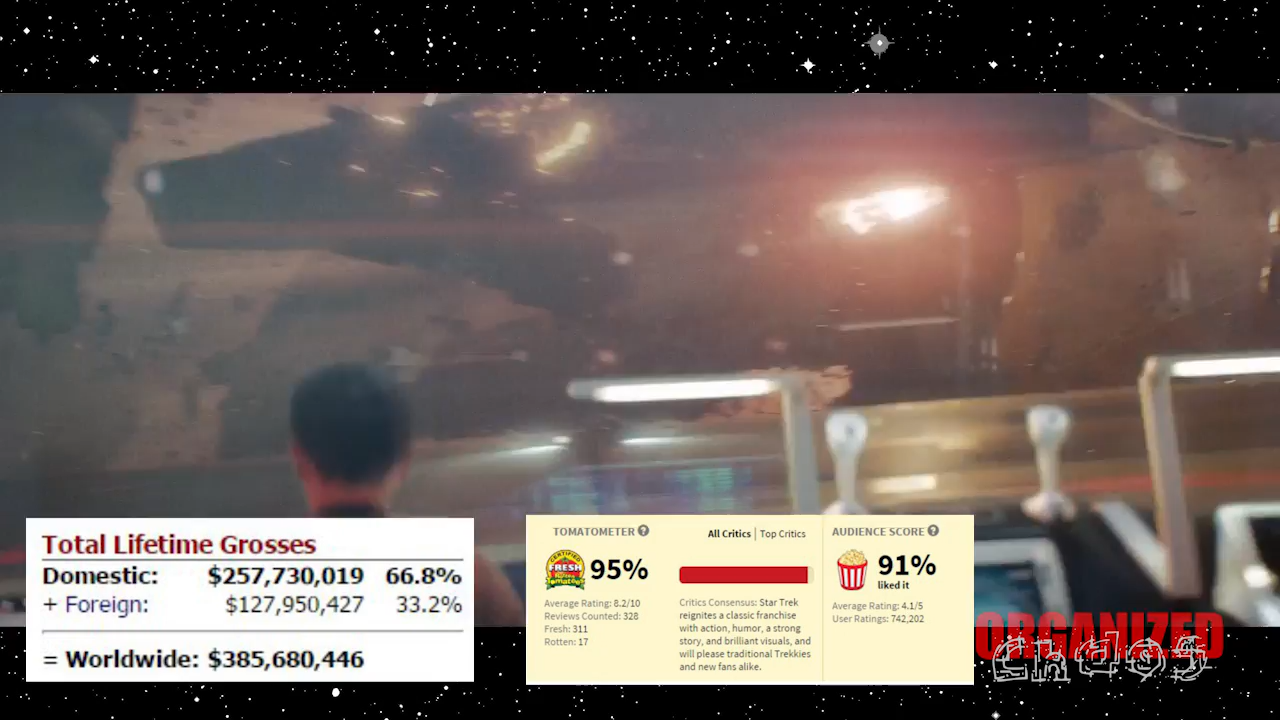 Total Lifetime Grosses
Domestic: $257,730,019 66.8%
+ Foreign: $127,950,427 33.2%
= Worldwide: $385,680,446
TOMATOMETER ?
All Critics | Top Critics
CERTIFIED
FRESH
95%
Average Rating: 8.2/10
Reviews Counted: 328
Fresh: 311
Rotten: 17
Critics Consensus: Star Trek
reignites a classic franchise
with action, humor, a strong
story, and brilliant visuals, and
will please traditional Trekkies
and new fans alike.
AUDIENCE SCORE ?
91%
liked it
Average Rating: 4.1/5
User Ratings: 742,202
ORGANIZED
CHAOS